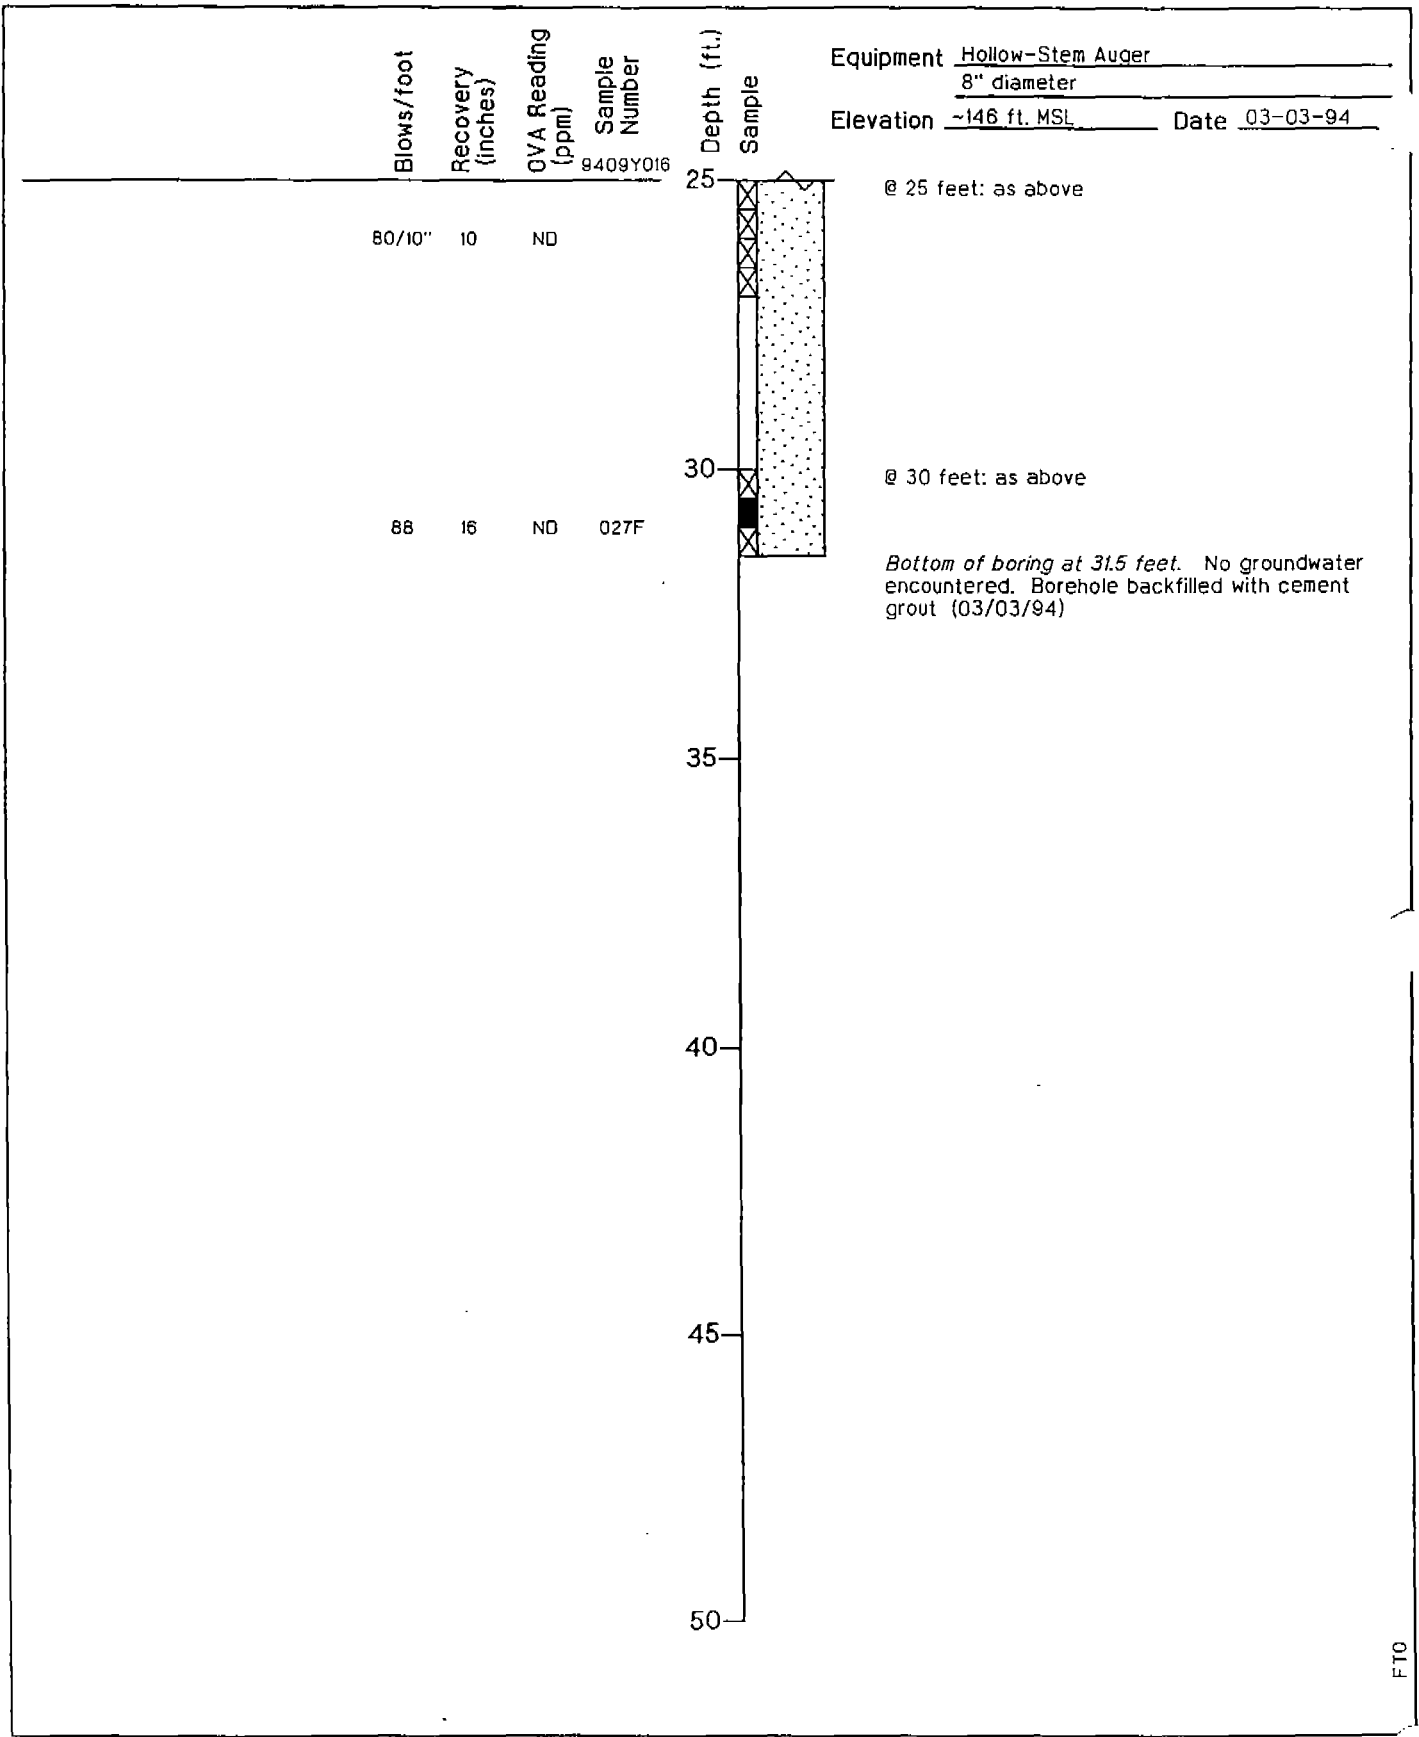 Blows/foot
Recovery
(inches)
OVA Reading
(ppm)
Sample
Number
9409Y016
Depth (ft.)
Sample
Equipment Hollow-Stem Auger
8" diameter
Elevation ~146 ft. MSL Date 03-03-94
25
@ 25 feet: as above
80/10" 10 ND
30
@ 30 feet: as above
88 16 ND 027F
Bottom of boring at 31.5 feet. No groundwater
encountered. Borehole backfilled with cement
grout (03/03/94)
35
40
45
50
FTO